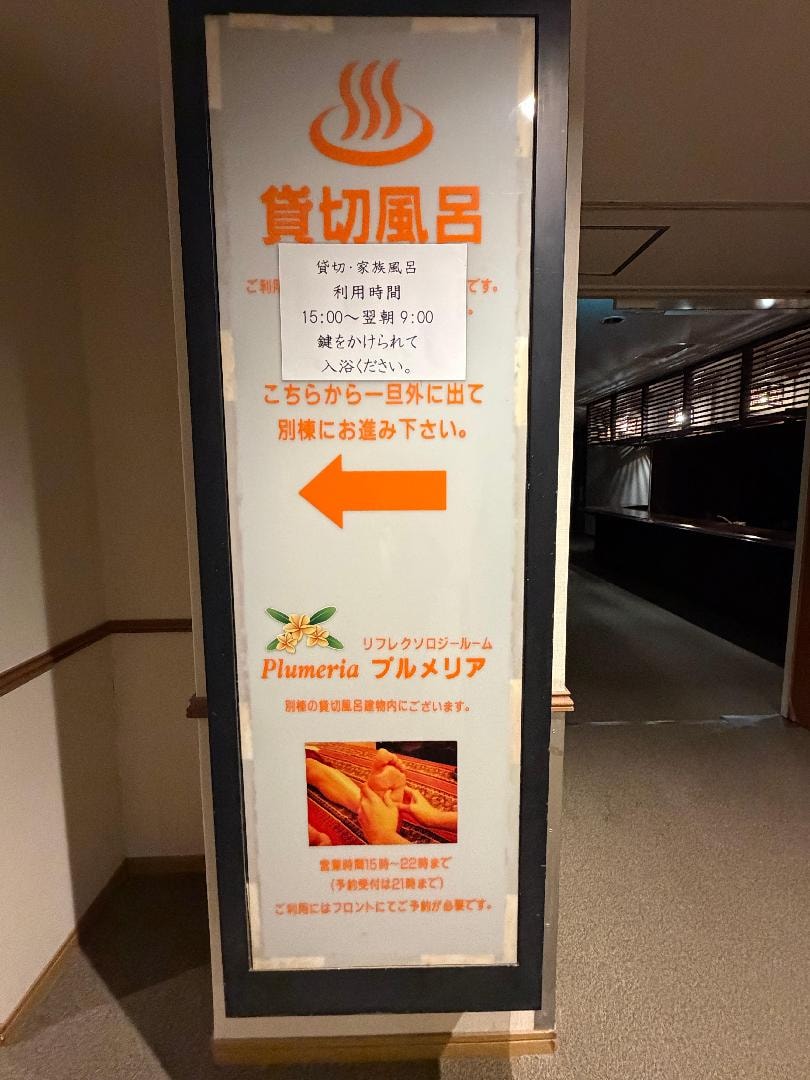 貸切風呂
貸切・家族風呂
利用時間
15:00～翌朝 9:00
鍵をかけられて
入浴ください。
ご利用
です。
こちらから一旦外に出て
別棟にお進み下さい。
リフレクソロジールーム
Plumeria プルメリア
別棟の貸切風呂建物内にございます。
営業時間15時～22時まで
(予約受付は21時まで)
ご利用にはフロントにてご予約が必要です。